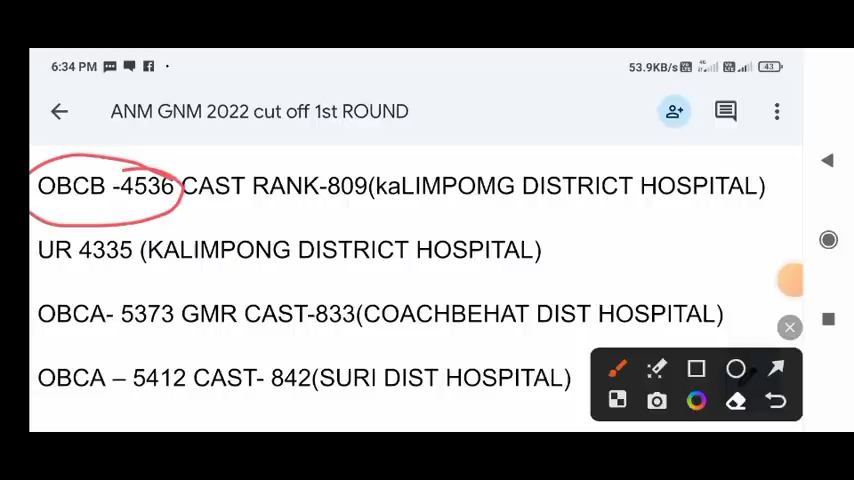 6:34 PM
53.9KB/s
43
ANM GNM 2022 cut off 1st ROUND
OBCB -4536 CAST RANK-809(kaLIMPOMG DISTRICT HOSPITAL)
UR 4335 (KALIMPONG DISTRICT HOSPITAL)
OBCA- 5373 GMR CAST-833(COACHBEHAT DIST HOSPITAL)
OBCA – 5412 CAST- 842(SURI DIST HOSPITAL)